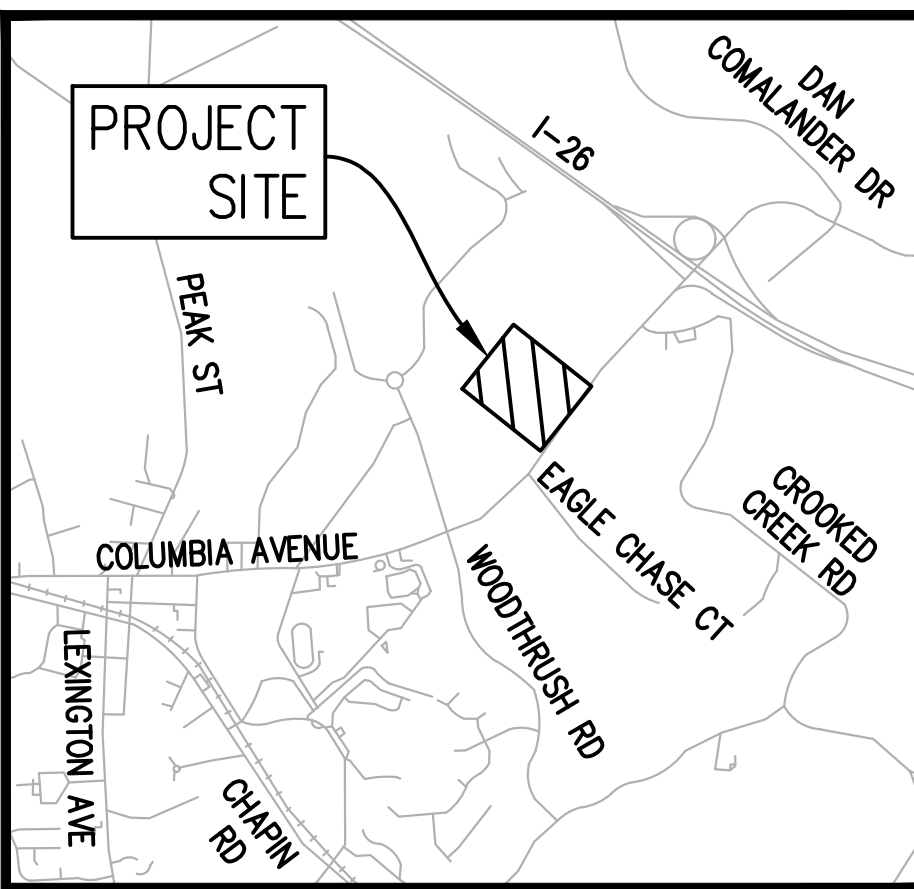 PROJECT
SITE
DAN
COMALANDER DR
I-26
PEAK ST
COLUMBIA AVENUE
EAGLE CHASE CT
CROOKED
CREEK RD
WOODTHRUSH RD
LEXINGTON AVE
CHAPIN
RD